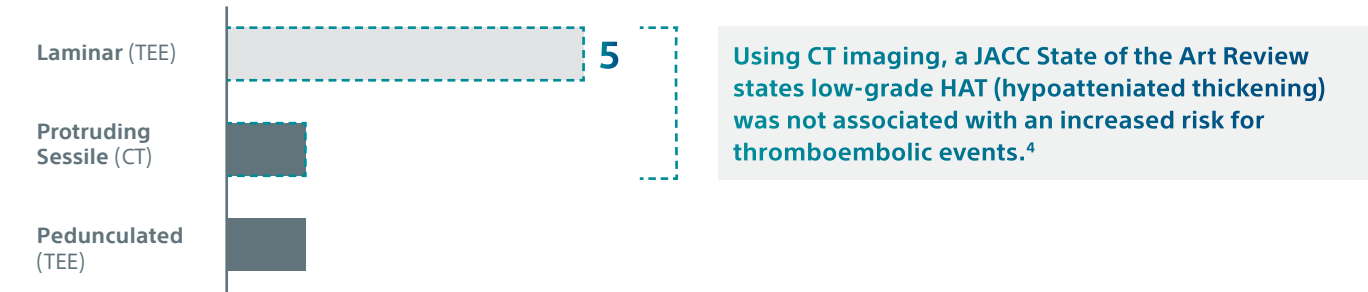 Laminar (TEE)
5
Protruding
Sessile (CT)
Pedunculated
(TEE)
Using CT imaging, a JACC State of the Art Review
states low-grade HAT (hypoatteniated thickening)
was not associated with an increased risk for
thromboembolic events.⁴